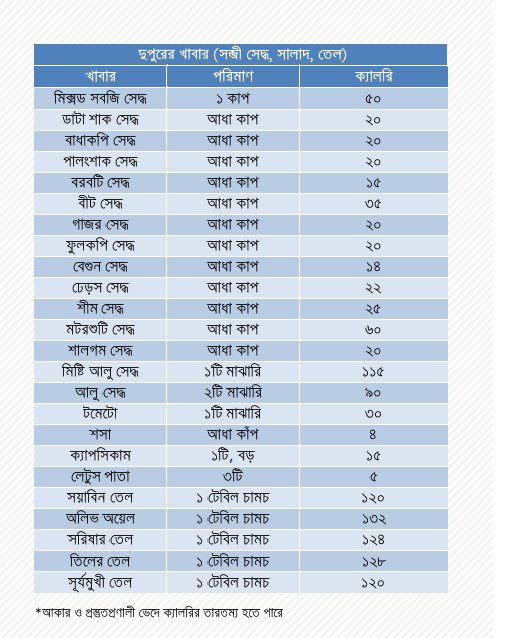 দুপুরের খাবার (সব্জী সেদ্ধ, সালাদ, তেল)
খাবার পরিমাণ ক্যালরি
মিক্সড সবজি সেদ্ধ ১ কাপ ৫০
ডাটা শাক সেদ্ধ আধা কাপ ২০
বাধাকপি সেদ্ধ আধা কাপ ২০
পালংশাক সেদ্ধ আধা কাপ ২০
বরবটি সেদ্ধ আধা কাপ ১৫
বীট সেদ্ধ আধা কাপ ৩৫
গাজর সেদ্ধ আধা কাপ ২০
ফুলকপি সেদ্ধ আধা কাপ ২০
বেগুন সেদ্ধ আধা কাপ ১৪
ঢেড়স সেদ্ধ আধা কাপ ২২
শীম সেদ্ধ আধা কাপ ২৫
মটরশুটি সেদ্ধ আধা কাপ ৬০
শালগম সেদ্ধ আধা কাপ ২০
মিষ্টি আলু সেদ্ধ ১টি মাঝারি ১১৫
আলু সেদ্ধ ২টি মাঝারি ৯০
টমেটো ১টি মাঝারি ৩০
শসা আধা কাঁপ ৪
ক্যাপসিকাম ১টি, বড় ১৫
লেটুস পাতা ৩টি ৫
সয়াবিন তেল ১ টেবিল চামচ ১২০
অলিভ অয়েল ১ টেবিল চামচ ১৩২
সরিষার তেল ১ টেবিল চামচ ১২৪
তিলের তেল ১ টেবিল চামচ ১২৮
সূর্যমুখী তেল ১ টেবিল চামচ ১২০
*আকার ও প্রস্তুতপ্রণালী ভেদে ক্যালরির তারতম্য হতে পারে